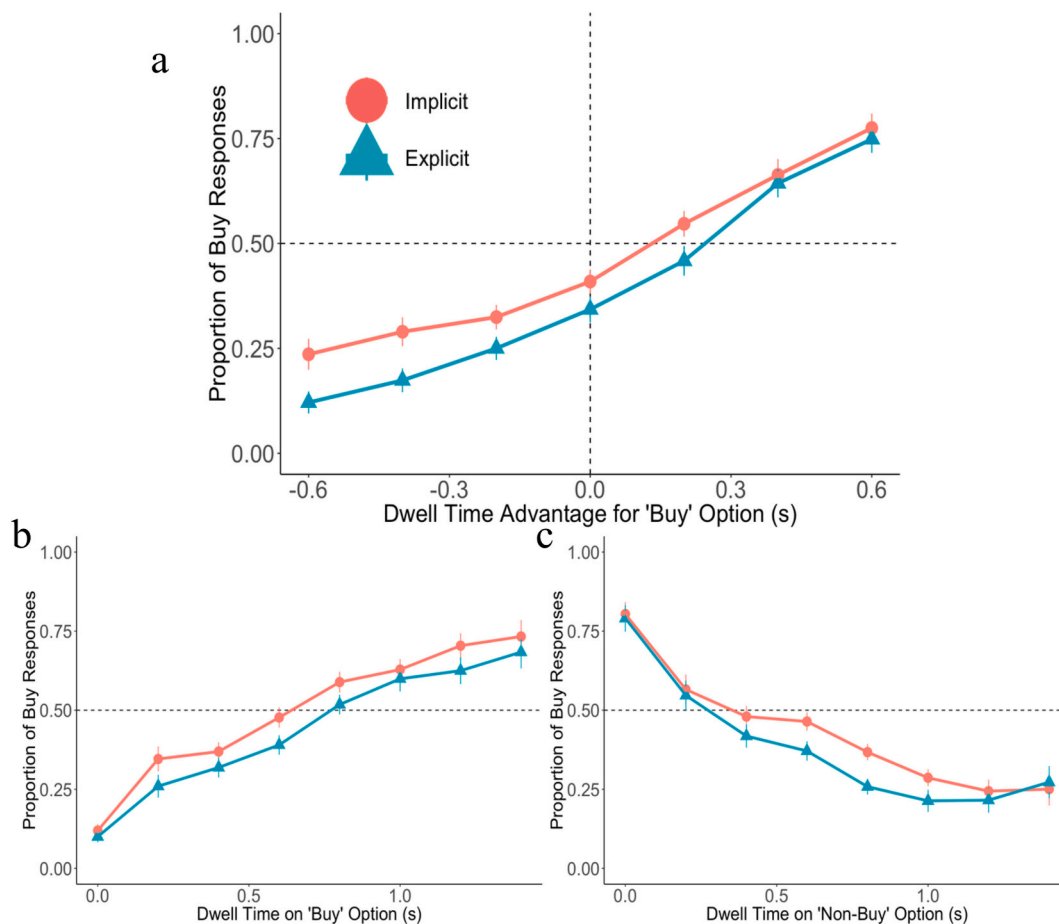 a
Proportion of Buy Responses
1.00
0.75
0.50
0.25
0.00
Implicit
Explicit
-0.6
-0.3
0.0
0.3
0.6
Dwell Time Advantage for 'Buy' Option (s)
b
Proportion of Buy Responses
1.00
0.75
0.50
0.25
0.00
0.0
0.5
1.0
Dwell Time on 'Buy' Option (s)
c
Proportion of Buy Responses
1.00
0.75
0.50
0.25
0.00
0.0
0.5
1.0
Dwell Time on 'Non-Buy' Option (s)